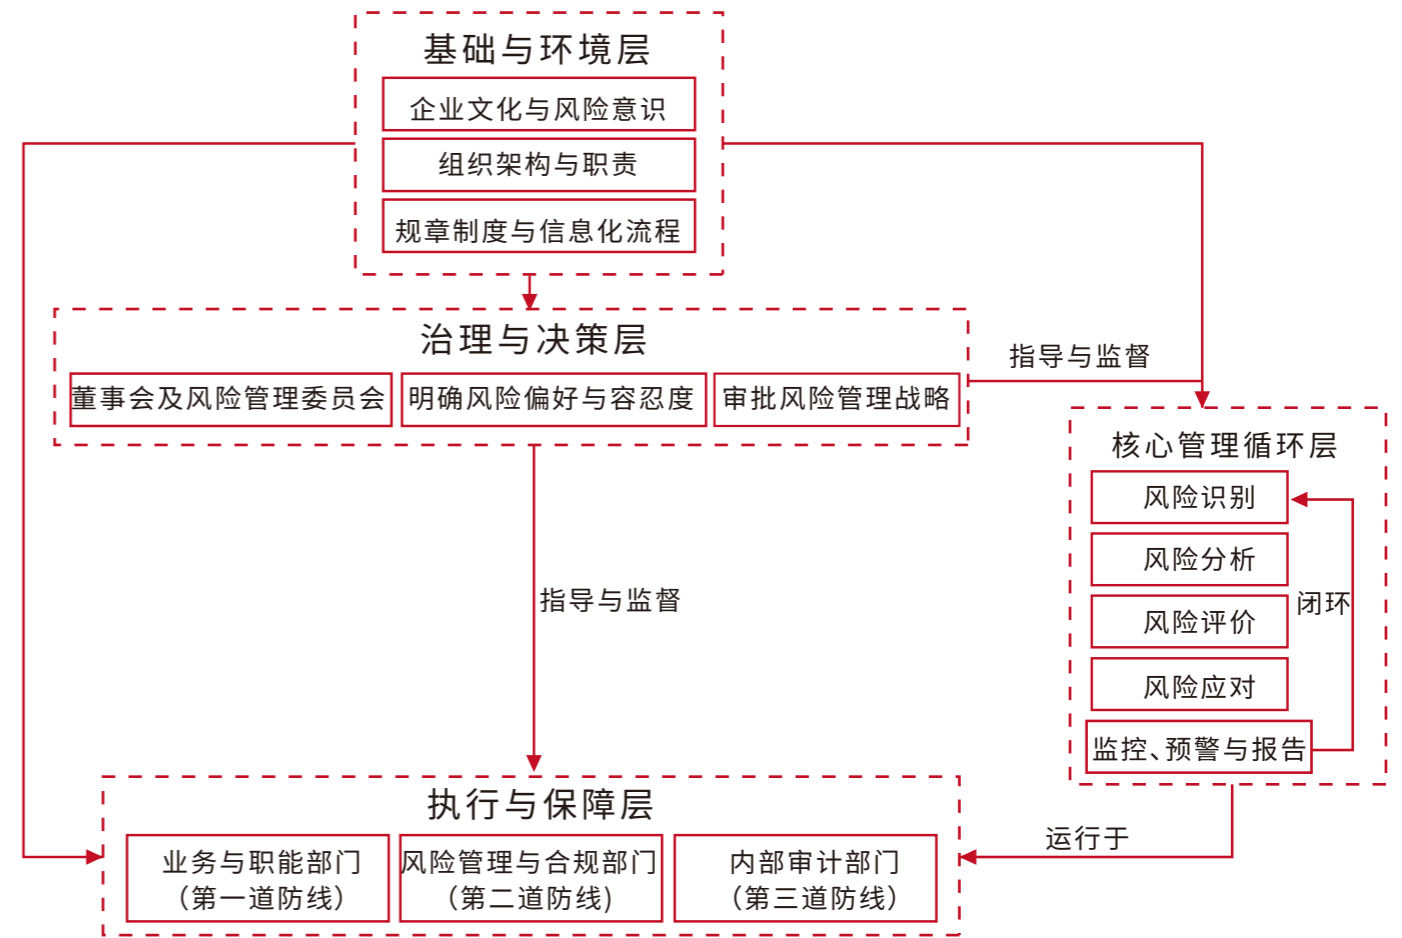 基础与环境层
企业文化与风险意识
组织架构与职责
规章制度与信息化流程
治理与决策层
董事会及风险管理委员会
明确风险偏好与容忍度
审批风险管理战略
指导与监督
核心管理循环层
风险识别
风险分析
风险评价
风险应对
监控、预警与报告
闭环
指导与监督
运行于
执行与保障层
业务与职能部门
（第一道防线）
风险管理与合规部门
（第二道防线)
内部审计部门
（第三道防线）